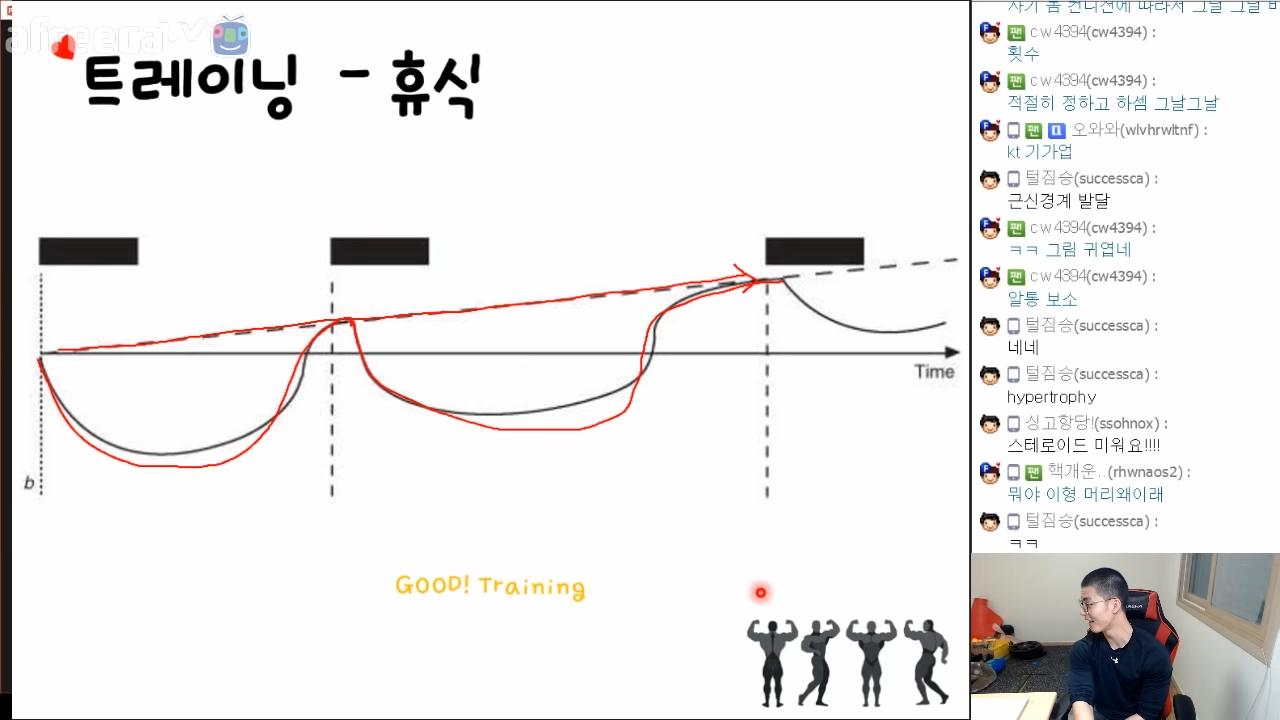 afreecaTV
트레이닝 - 휴식
Time
b
GOOD! Training
cw4394(cw4394) :
횟수
cw4394(cw4394) :
적절히 정하고 하셈 그날그날
오와와(wlvhrwltnf) :
kt 기가업
털짐승(successca) :
근신경계 발달
cw4394(cw4394) :
ㅋㅋ 그림 귀엽네
cw4394(cw4394) :
알통 보소
털짐승(successca) :
네네
털짐승(successca) :
hypertrophy
싱고항당!(ssohnox) :
스테로이드 미워요!!!!
핵개운..(rhwnaos2) :
뭐야 이형 머리왜이래
털짐승(successca) :
ㅋㅋ